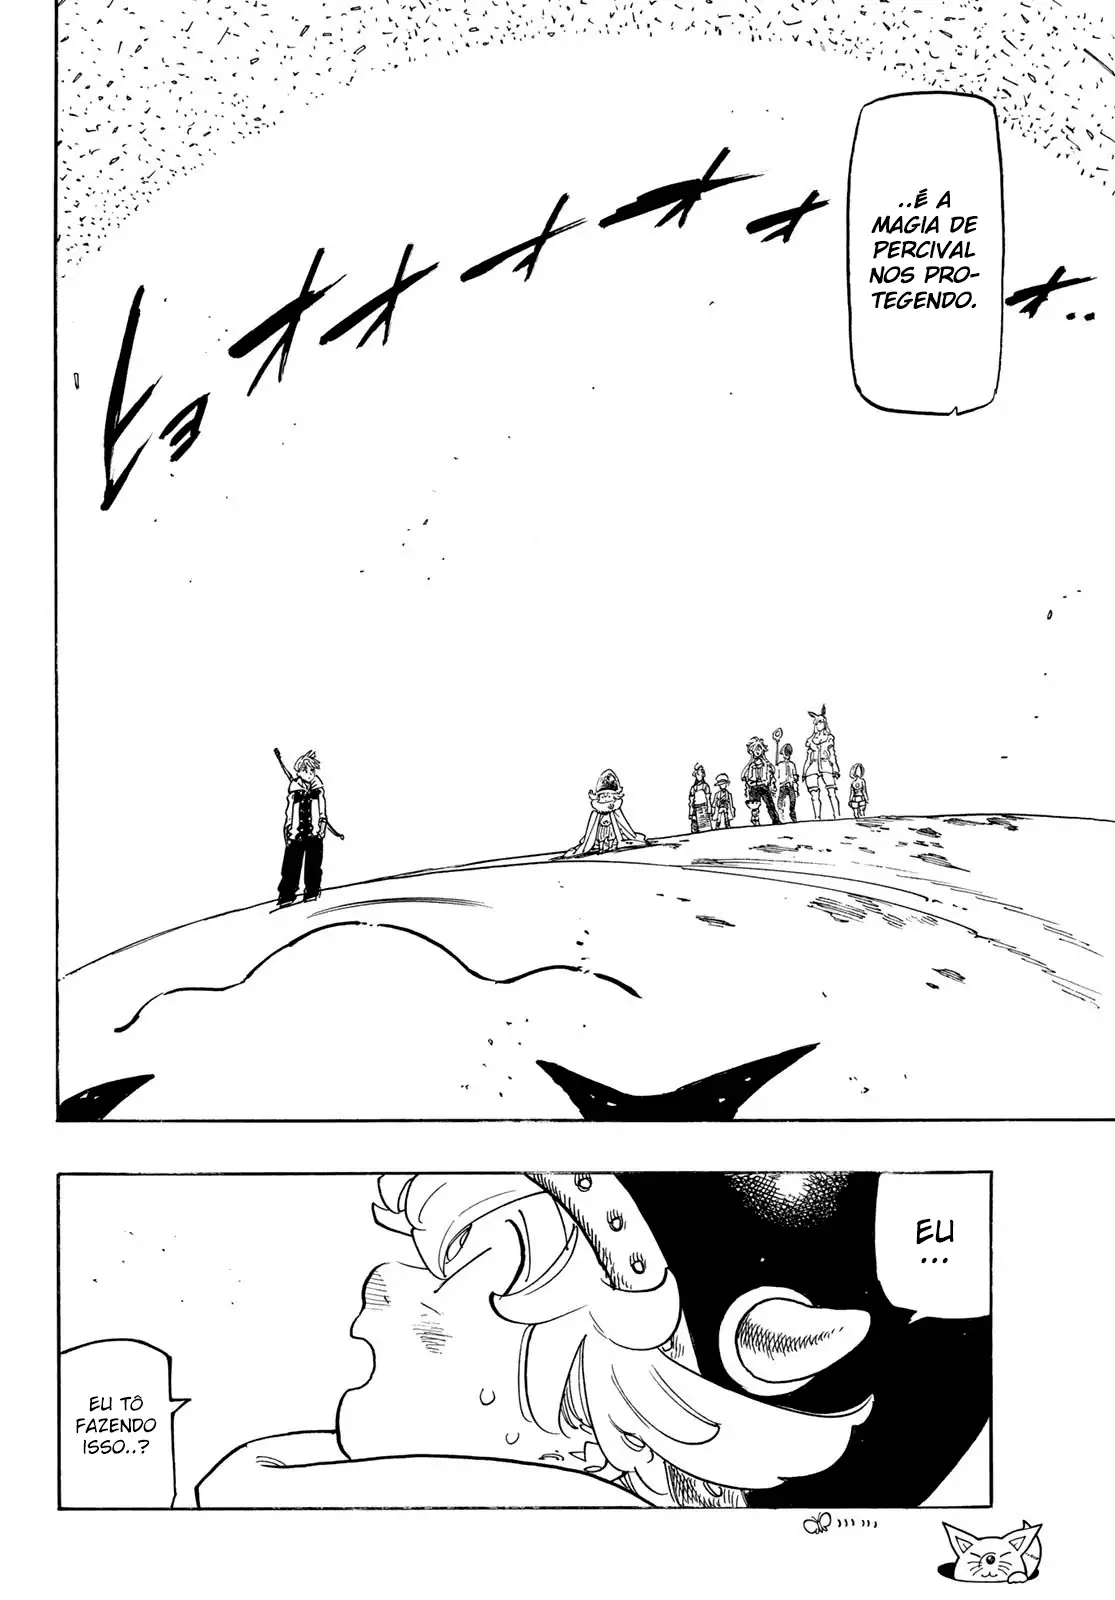 ..É A
MAGIA DE
PERCIVAL
NOS PRO-
TEGENDO.
ヒョオオオオオオ..
EU
...
EU TÔ
FAZENDO
ISSO..?